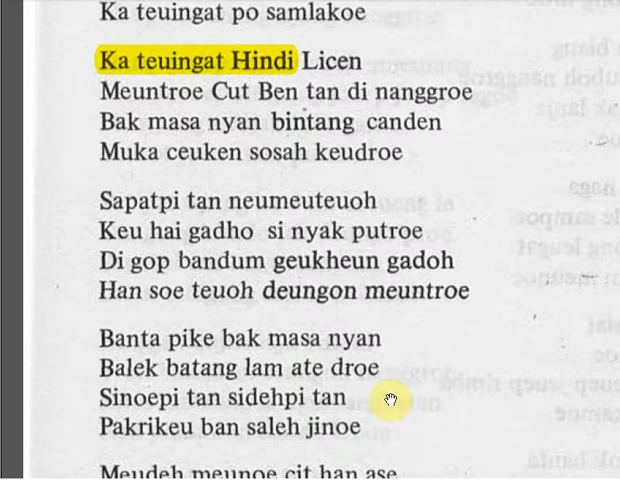 Ka teuingat po samlakoe
Ka teuingat Hindi Licen
Meuntroe Cut Ben tan di nanggroe
Bak masa nyan bintang canden
Muka ceuken sosah keudroe
Sapatpi tan neumeuteuoh
Keu hai gadho si nyak putroe
Di gop bandum geukheun gadoh
Han soe teuoh deungon meuntroe
Banta pike bak masa nyan
Balek batang lam ate droe
Sinoepi tan sidehpi tan
Pakrikeu ban saleh jinoe
Meudeh meunoe cit han ase